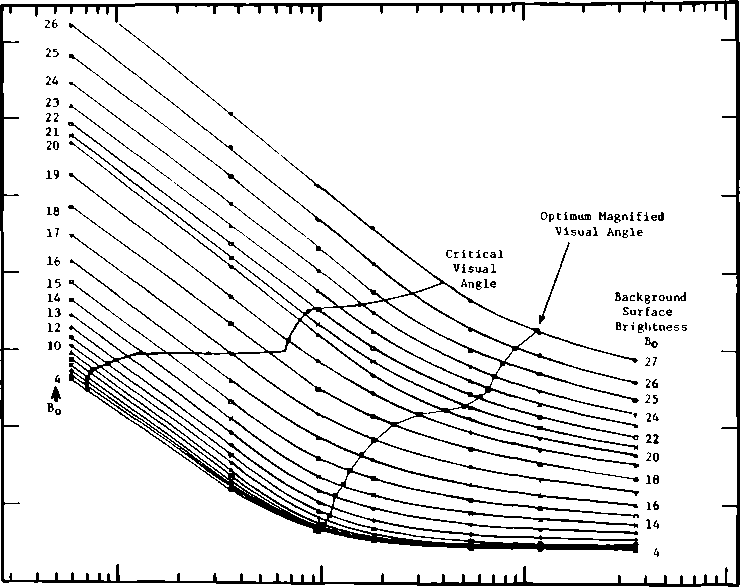 26
25
24
23
22
21
20
19
18
17
16
15
14
13
12
10
4
B₀
Critical
Visual
Angle
Optimum Magnified
Visual Angle
Background
Surface
Brightness
B₀
27
26
25
24
22
20
18
16
14
4